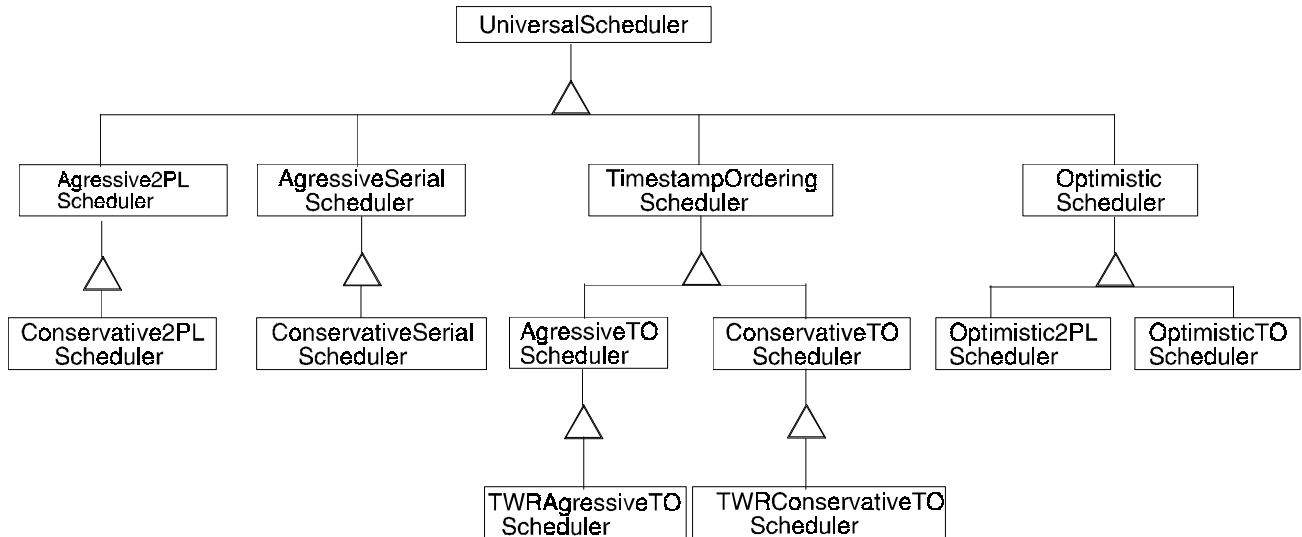 UniversalScheduler
Agressive2PL
Scheduler
AgressiveSerial
Scheduler
TimestampOrdering
Scheduler
Optimistic
Scheduler
Conservative2PL
Scheduler
ConservativeSerial
Scheduler
AgressiveTO
Scheduler
ConservativeTO
Scheduler
Optimistic2PL
Scheduler
OptimisticTO
Scheduler
TWRAgressiveTO
Scheduler
TWRConservativeTO
Scheduler